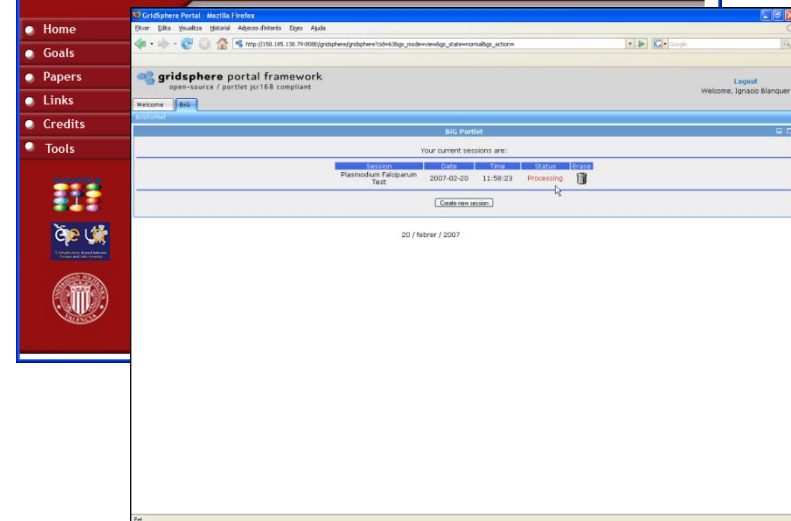 Home
Goals
Papers
Links
Credits
Tools
GridSphere Portal - Mozilla Firefox
Fitxer Edita Visualitza Historial Adreces d'interès Eines Ajuda
Google
gridsphere portal framework
open-source / portlet jsr168 compliant
Logout
Welcome, Ignacio Blanquer
Welcome BiG
BiGPortlet
BiG Portlet
Your current sessions are:
Session Date Time Status Erase
Plasmodium Falciparum Test 2007-02-20 11:58:23 Processing
Create new session
20 / febrer / 2007
Fet